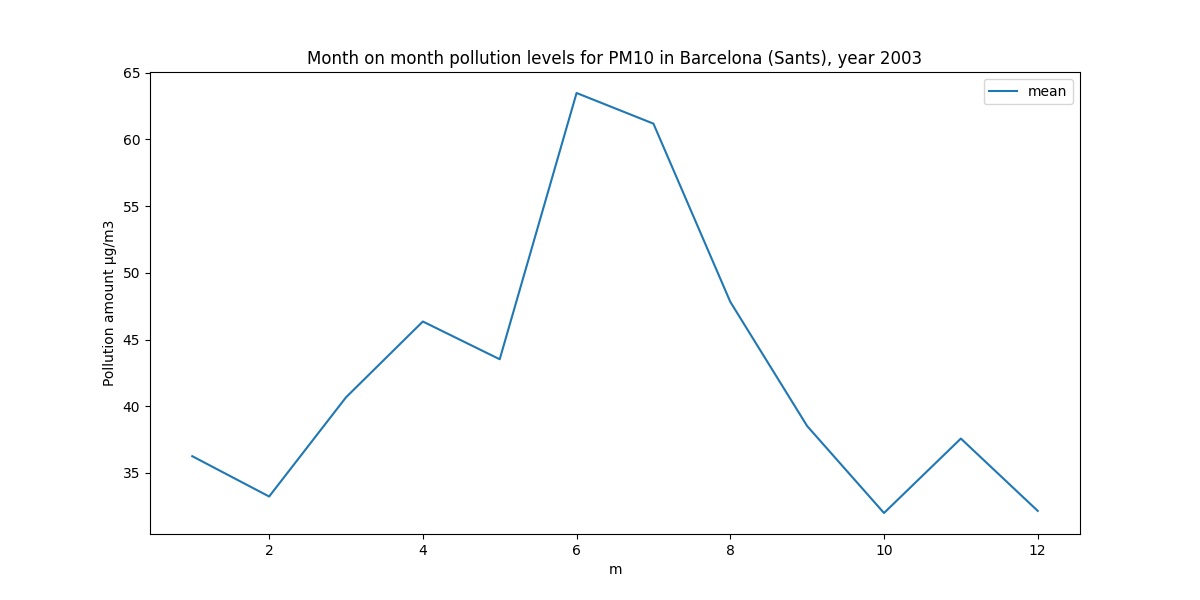 Month on month pollution levels for PM10 in Barcelona (Sants), year 2003
mean
Pollution amount µg/m3
65
60
55
50
45
40
35
2 4 6 8 10 12
m